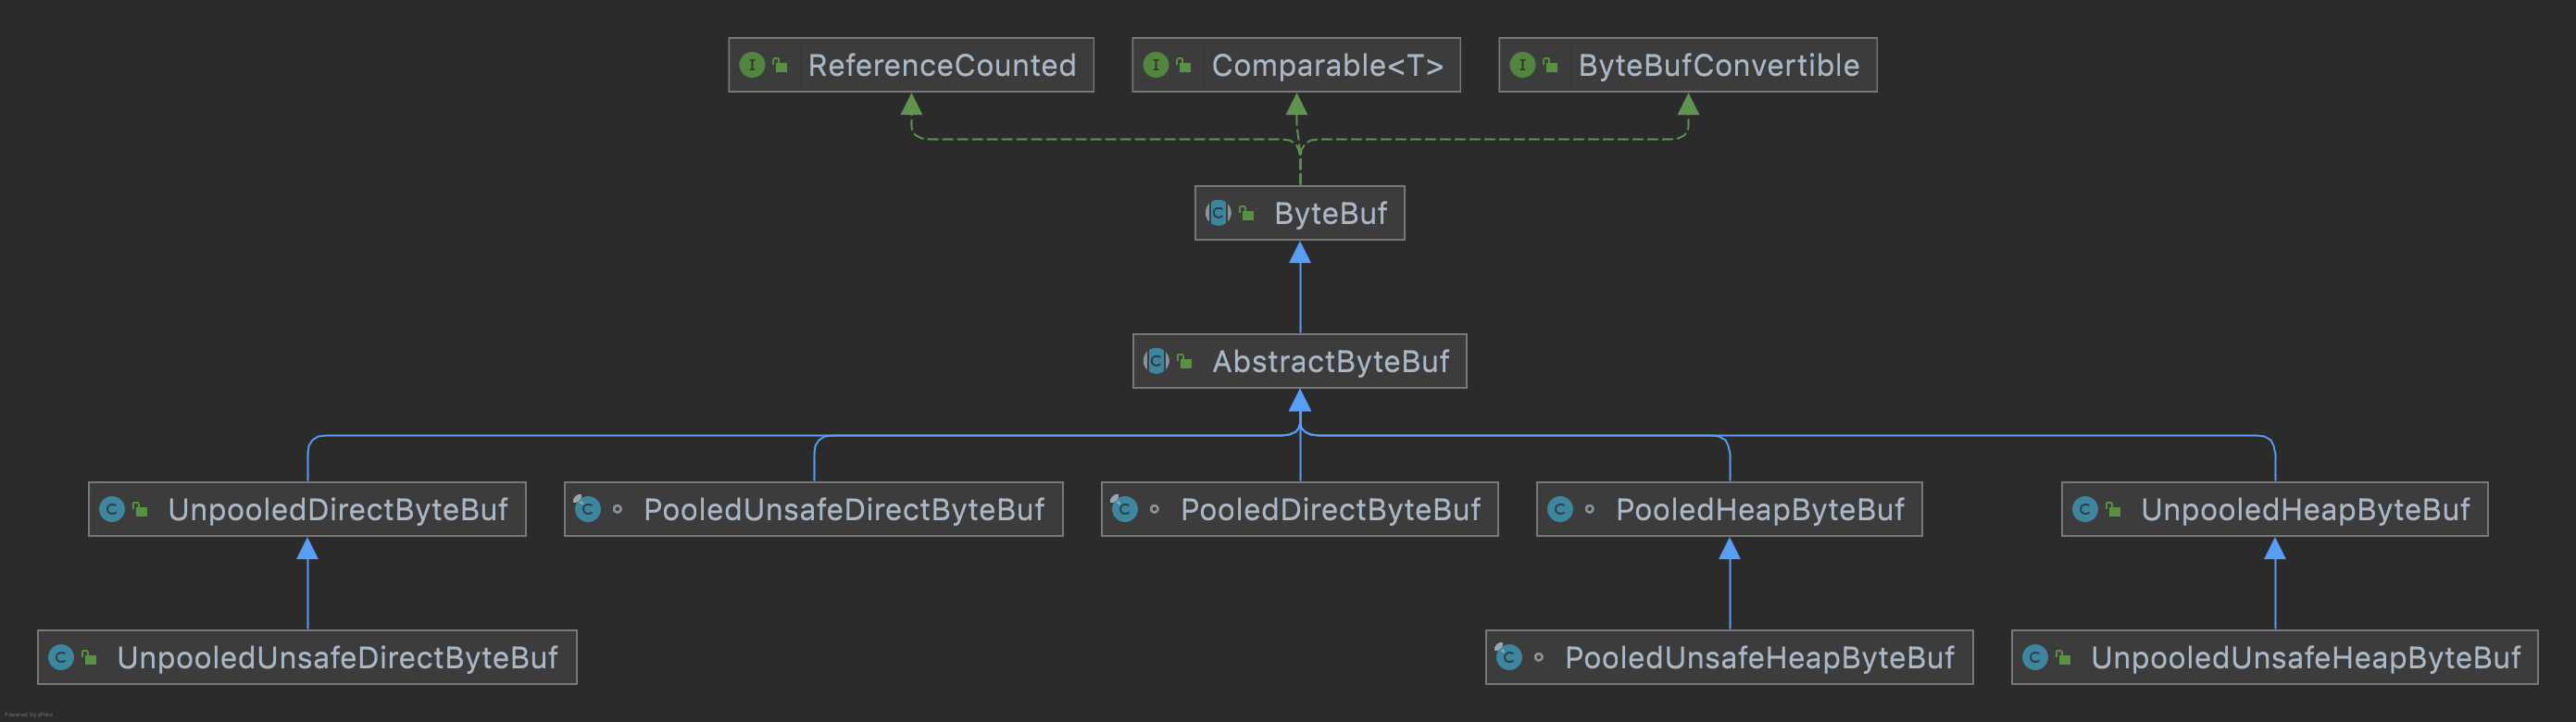 ReferenceCounted
Comparable<T>
ByteBufConvertible
ByteBuf
AbstractByteBuf
UnpooledDirectByteBuf
PooledUnsafeDirectByteBuf
PooledDirectByteBuf
PooledHeapByteBuf
UnpooledHeapByteBuf
UnpooledUnsafeDirectByteBuf
PooledUnsafeHeapByteBuf
UnpooledUnsafeHeapByteBuf
Powered by yFiles